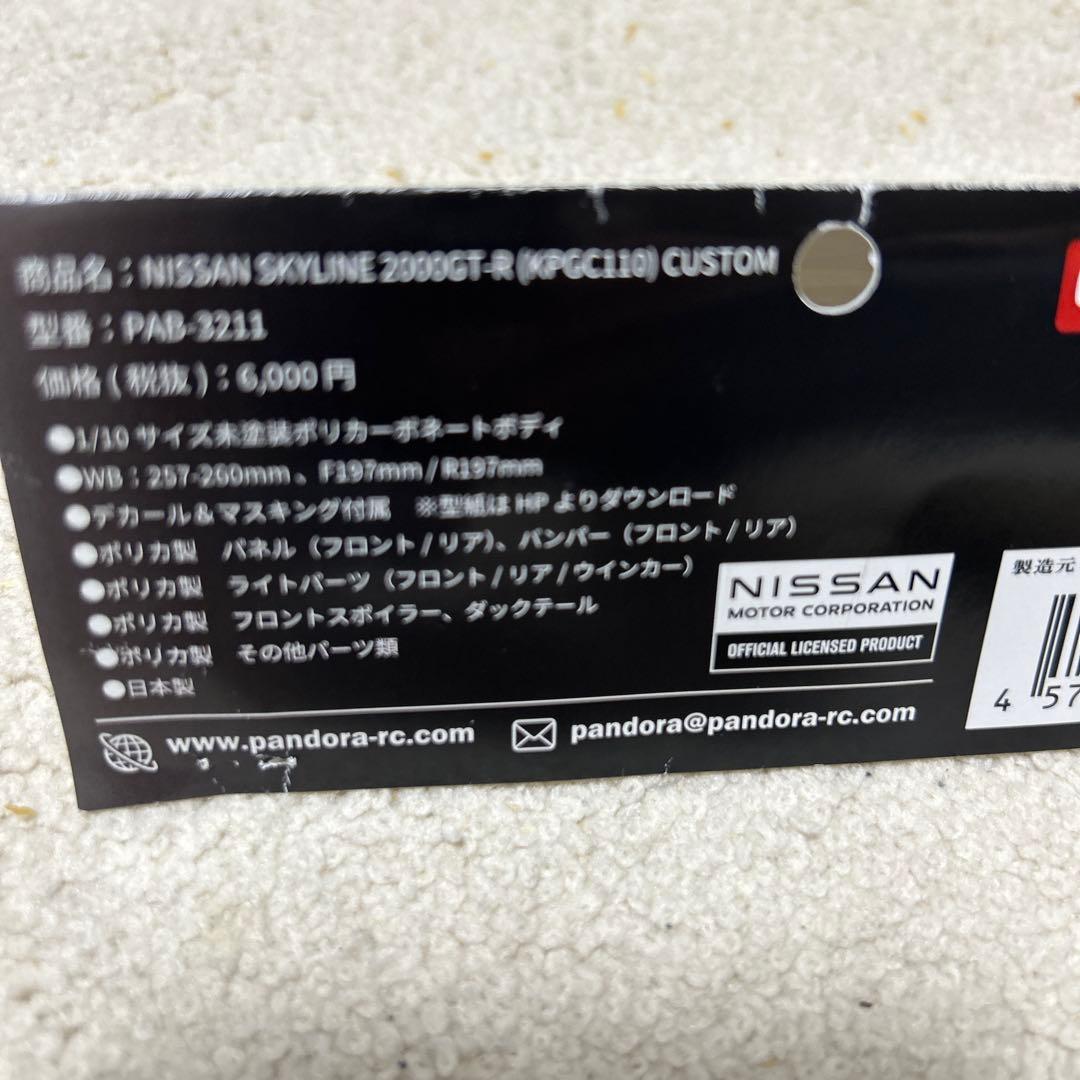 商品名：NISSAN SKYLINE 2000GT-R (KPGC110) CUSTOM
型番：PAB-3211
価格 ( 税抜 )：6,000 円
●1/10 サイズ未塗装ポリカーボネートボディ
●WB：257-260mm 、F197mm / R197mm
●デカール＆マスキング付属　※型紙は HP よりダウンロード
●ポリカ製　パネル（フロント / リア）、バンパー（フロント / リア）
●ポリカ製　ライトパーツ（フロント / リア / ウインカー）
●ポリカ製　フロントスポイラー、ダックテール
●ポリカ製　その他パーツ類
●日本製
www.pandora-rc.com
pandora@pandora-rc.com
NISSAN
MOTOR CORPORATION
OFFICIAL LICENSED PRODUCT
製造元
4 57